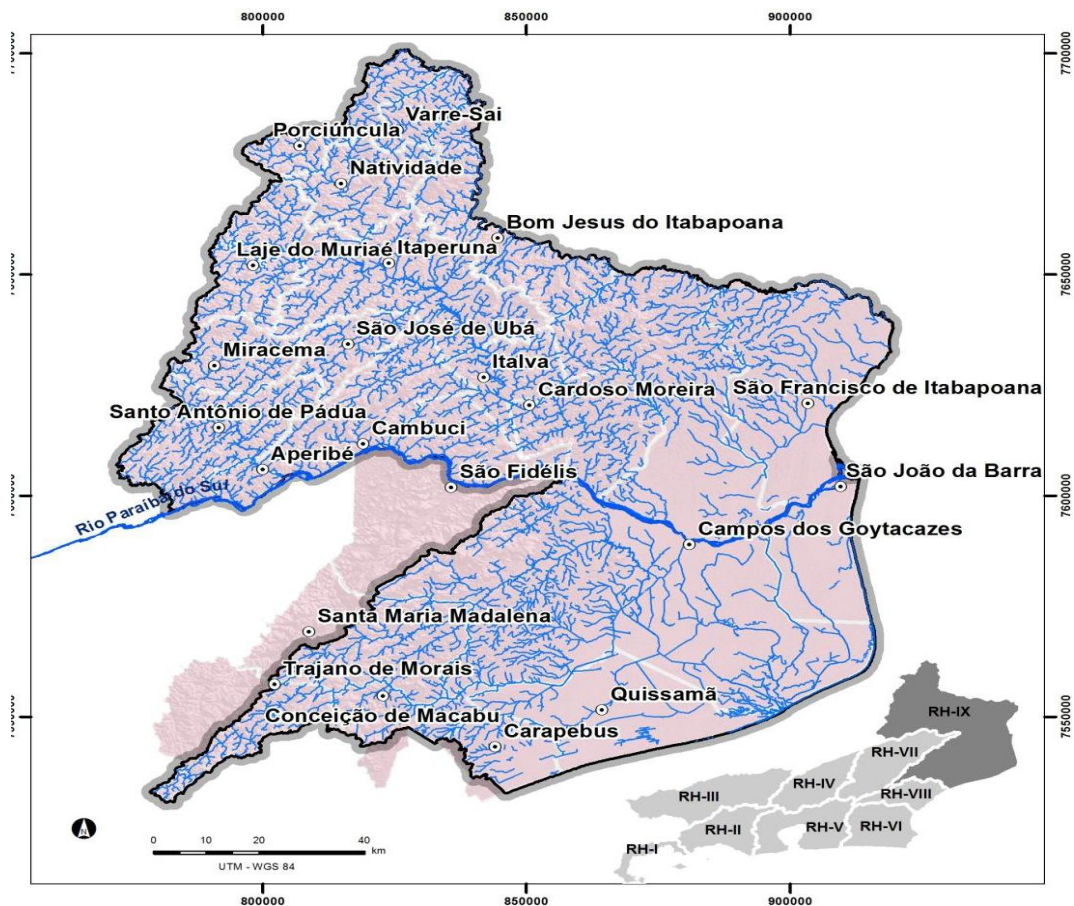 800000 850000 900000
7700000 7700000
Varre-Sai
Porciúncula
Natividade
Bom Jesus do Itabapoana
Laje do Muriaé Itaperuna
7650000 7650000
São José de Ubá
Miracema Italva
Cardoso Moreira São Francisco de Itabapoana
Santo Antônio de Pádua
Cambuci
Aperibé
São Fidélis São João da Barra
Rio Paraíba do Sul
7600000 7600000
Campos dos Goytacazes
Santa Maria Madalena
Trajano de Morais
Quissamã
Conceição de Macabu
Carapebus
7550000 7550000
RH-IX
RH-VII
RH-IV
RH-III RH-VIII
RH-II RH-V RH-VI
RH-I
N
0 10 20 40
km
UTM - WGS 84
800000 850000 900000